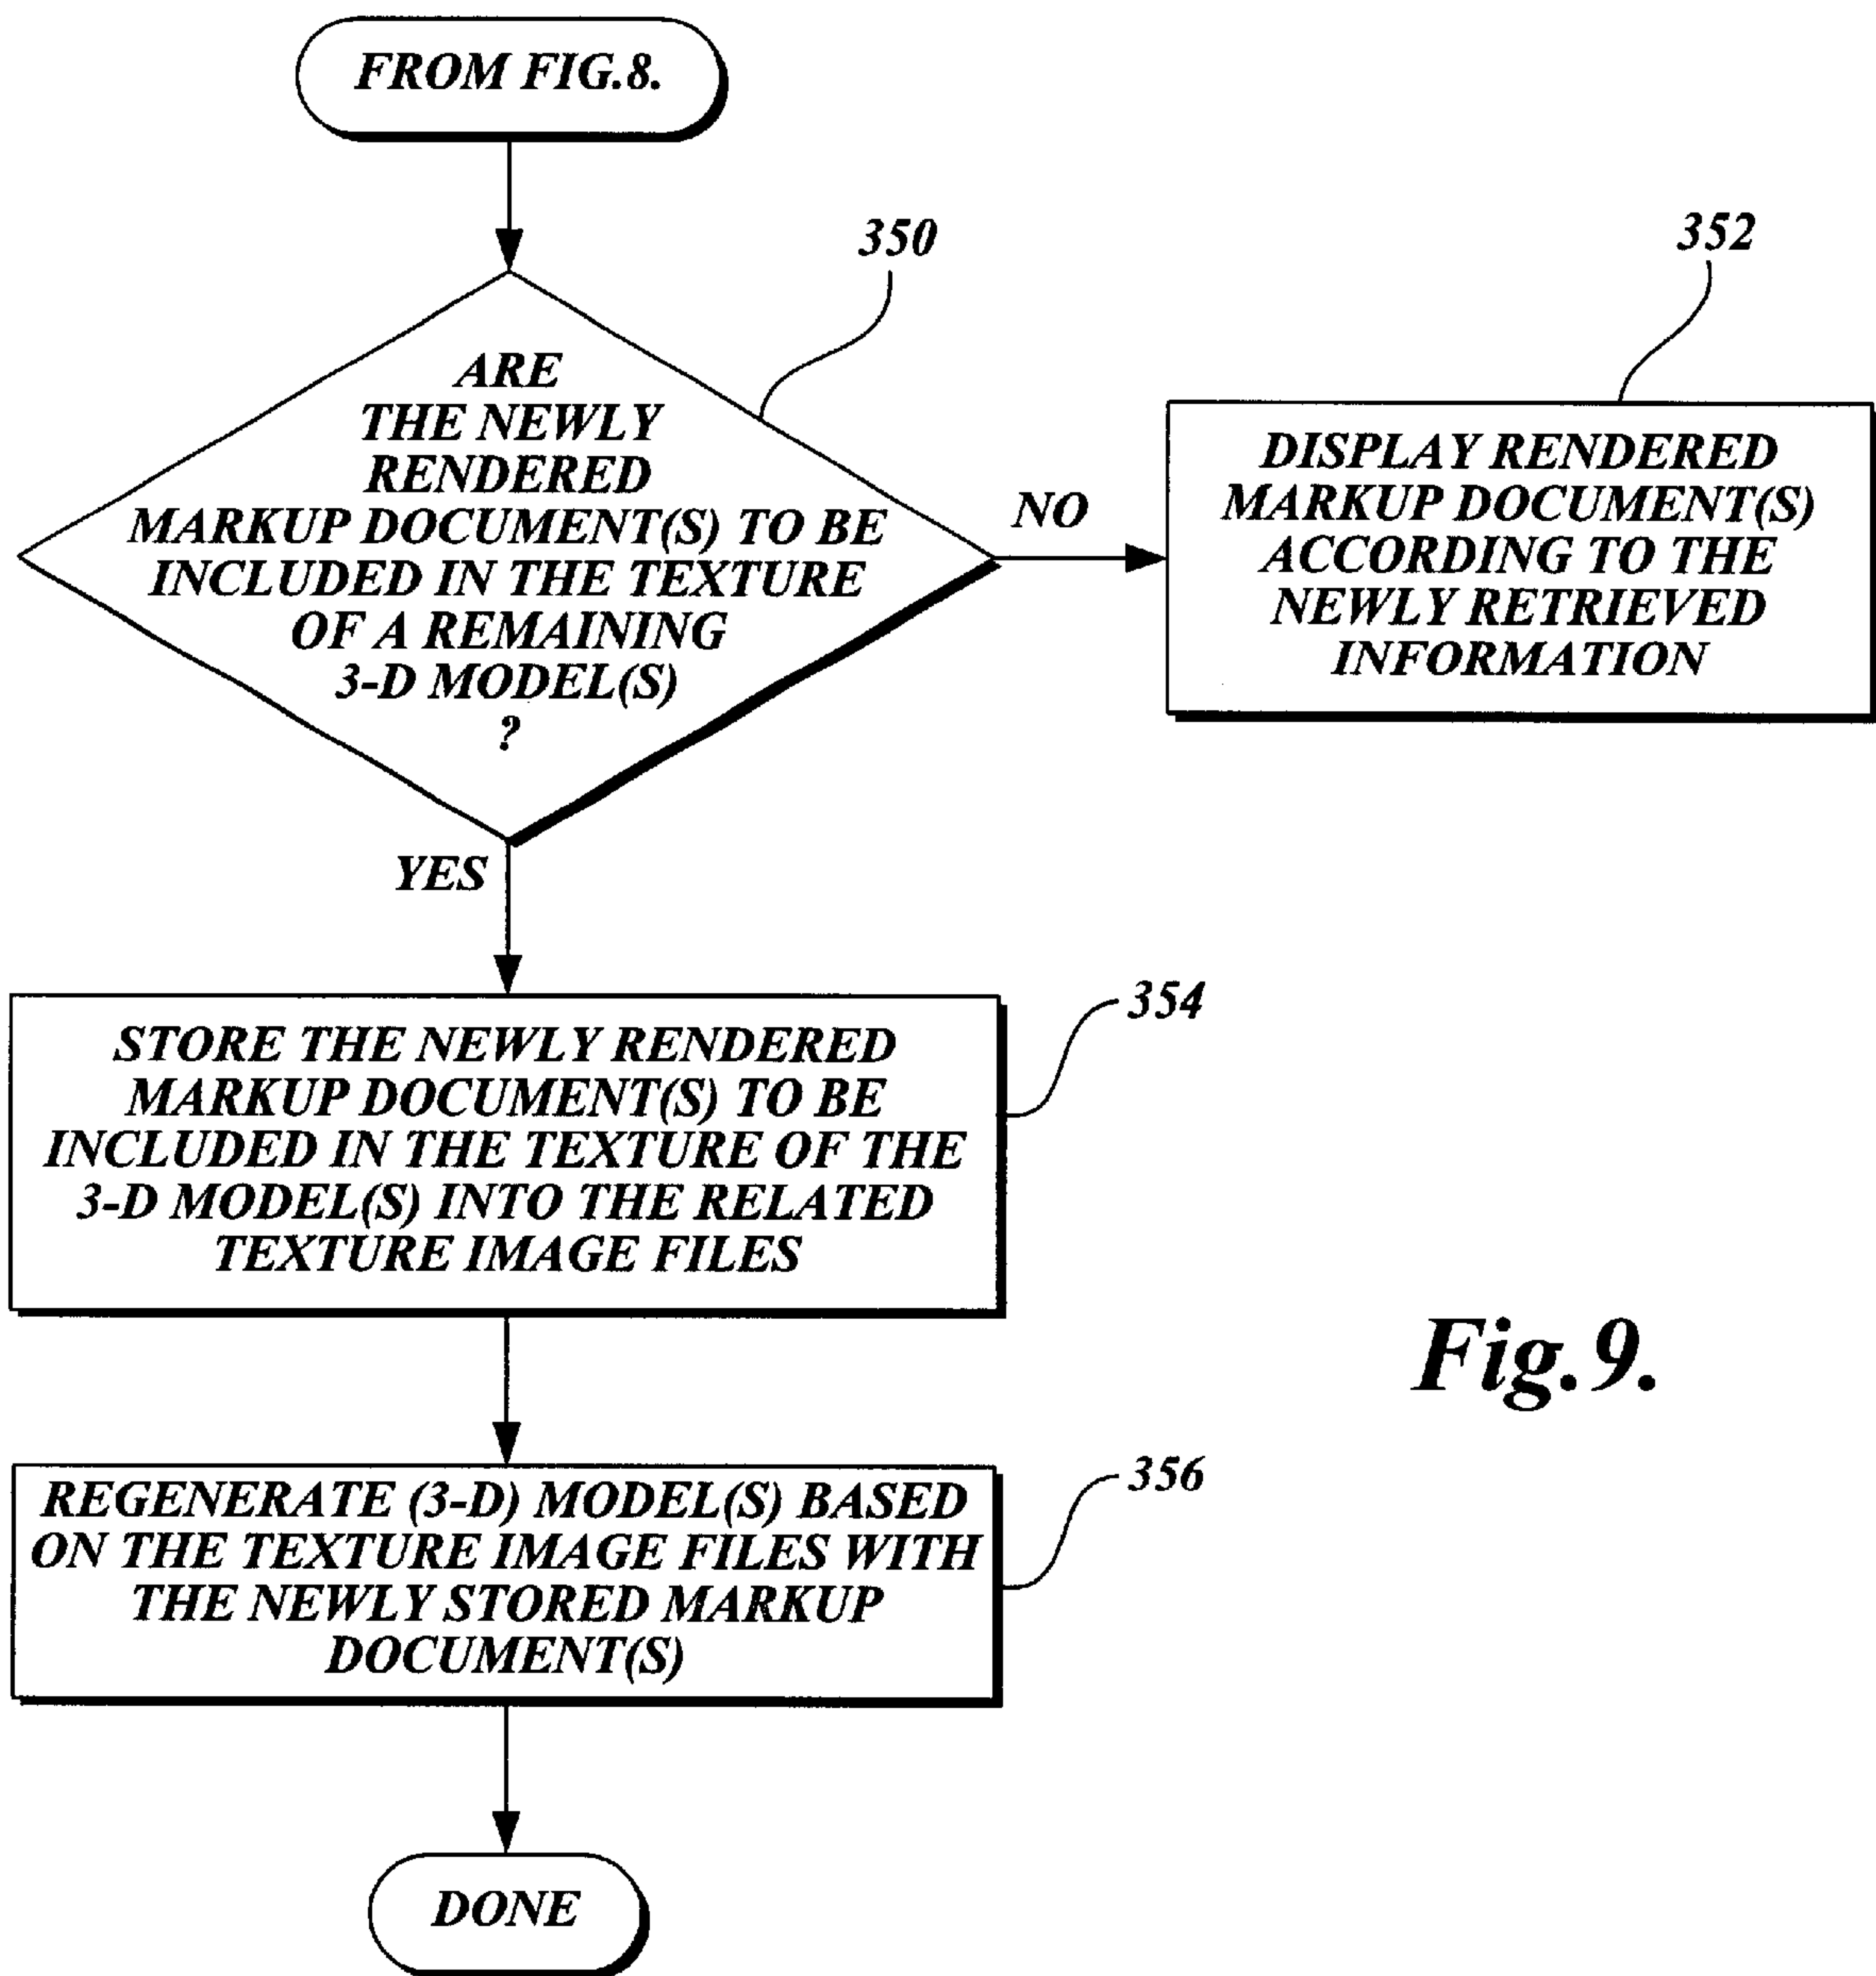 FROM FIG.8.
350
352
ARE
THE NEWLY
RENDERED
MARKUP DOCUMENT(S) TO BE
INCLUDED IN THE TEXTURE
OF A REMAINING
3-D MODEL(S)
?
NO
DISPLAY RENDERED
MARKUP DOCUMENT(S)
ACCORDING TO THE
NEWLY RETRIEVED
INFORMATION
YES
354
STORE THE NEWLY RENDERED
MARKUP DOCUMENT(S) TO BE
INCLUDED IN THE TEXTURE OF THE
3-D MODEL(S) INTO THE RELATED
TEXTURE IMAGE FILES
Fig.9.
356
REGENERATE (3-D) MODEL(S) BASED
ON THE TEXTURE IMAGE FILES WITH
THE NEWLY STORED MARKUP
DOCUMENT(S)
DONE